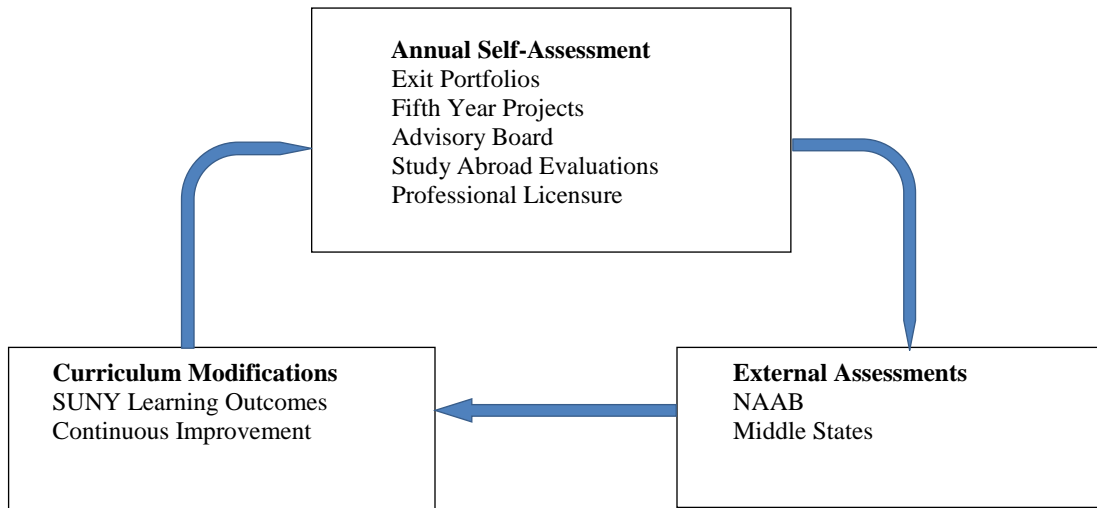 Annual Self-Assessment
Exit Portfolios
Fifth Year Projects
Advisory Board
Study Abroad Evaluations
Professional Licensure
Curriculum Modifications
SUNY Learning Outcomes
Continuous Improvement
External Assessments
NAAB
Middle States